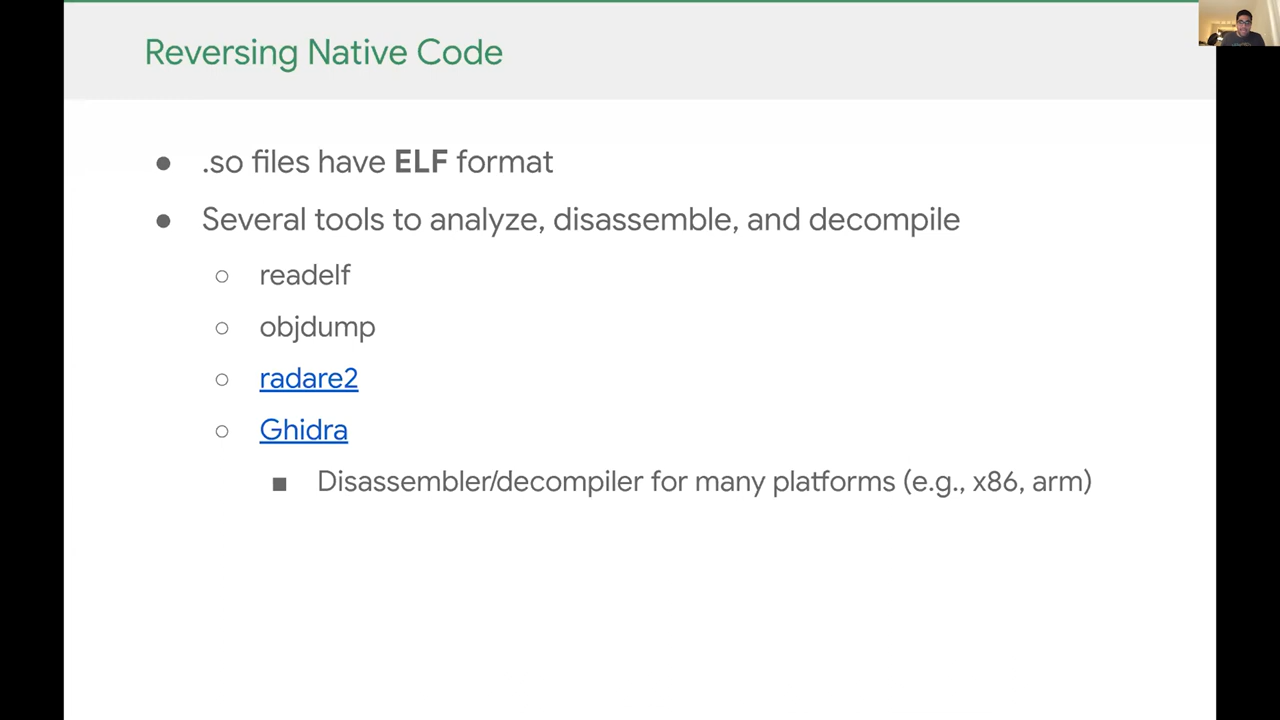 Reversing Native Code
● .so files have ELF format
● Several tools to analyze, disassemble, and decompile
○ readelf
○ objdump
○ radare2
○ Ghidra
■ Disassembler/decompiler for many platforms (e.g., x86, arm)